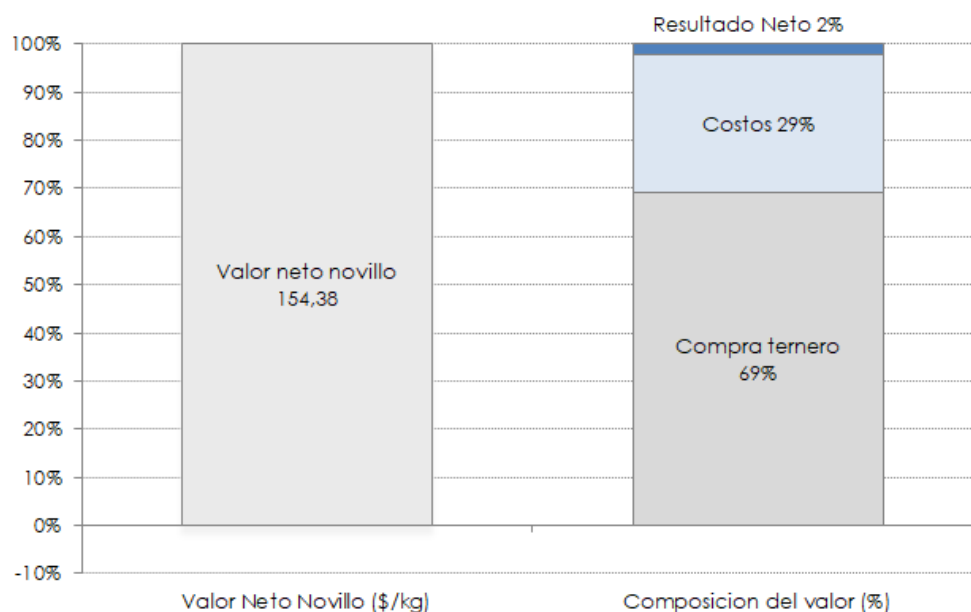 Resultado Neto 2%
100%
90%
80%
70%
60%
50%
40%
30%
20%
10%
0%
-10%
Valor neto novillo
154,38
Costos 29%
Compra ternero
69%
Valor Neto Novillo ($/kg)
Composicion del valor (%)